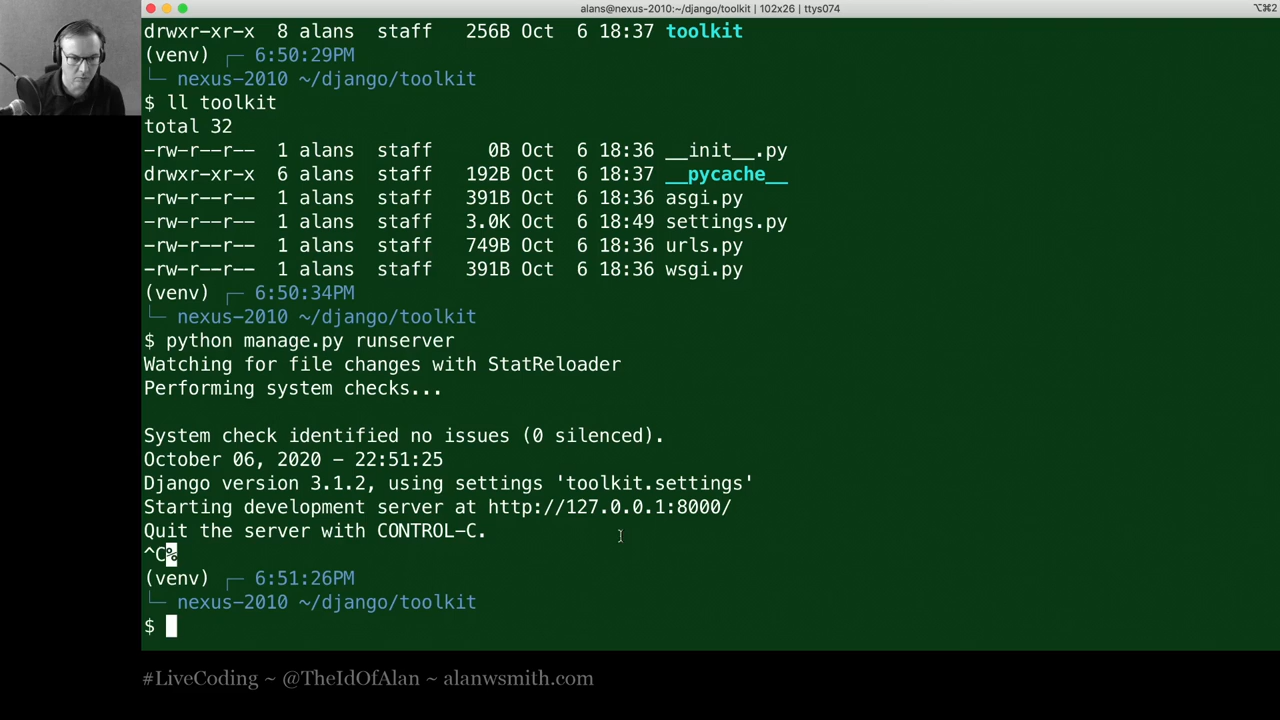 alans@nexus-2010:~/django/toolkit | 102x26 | ttys074
⌥⌘2
drwxr-xr-x  8 alans  staff   256B Oct  6 18:37 toolkit
(venv) ┌─ 6:50:29PM
└─ nexus-2010 ~/django/toolkit
$ ll toolkit
total 32
-rw-r--r--  1 alans  staff     0B Oct  6 18:36 __init__.py
drwxr-xr-x  6 alans  staff   192B Oct  6 18:37 __pycache__
-rw-r--r--  1 alans  staff   391B Oct  6 18:36 asgi.py
-rw-r--r--  1 alans  staff   3.0K Oct  6 18:49 settings.py
-rw-r--r--  1 alans  staff   749B Oct  6 18:36 urls.py
-rw-r--r--  1 alans  staff   391B Oct  6 18:36 wsgi.py
(venv) ┌─ 6:50:34PM
└─ nexus-2010 ~/django/toolkit
$ python manage.py runserver
Watching for file changes with StatReloader
Performing system checks...
System check identified no issues (0 silenced).
October 06, 2020 - 22:51:25
Django version 3.1.2, using settings 'toolkit.settings'
Starting development server at http://127.0.0.1:8000/
Quit the server with CONTROL-C.
^C%
(venv) ┌─ 6:51:26PM
└─ nexus-2010 ~/django/toolkit
$
#LiveCoding ~ @TheIdOfAlan ~ alanwsmith.com